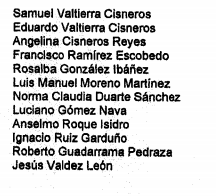 Samuel Valtierra Cisneros
Eduardo Valtierra Cisneros
Angelina Cisneros Reyes
Francisco Ramírez Escobedo
Rosalba González Ibáñez
Luis Manuel Moreno Martínez
Norma Claudia Duarte Sánchez
Luciano Gómez Nava
Anselmo Roque Isidro
Ignacio Ruiz Garduño
Roberto Guadarrama Pedraza
Jesús Valdez León